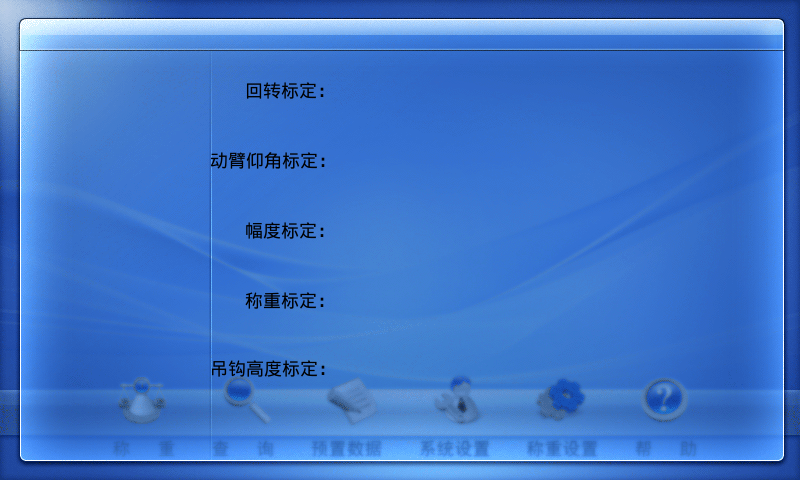 回转标定：
动臂仰角标定：
幅度标定：
称重标定：
吊钩高度标定：
称 重 查 询 预置数据 系统设置 称重设置 帮 助